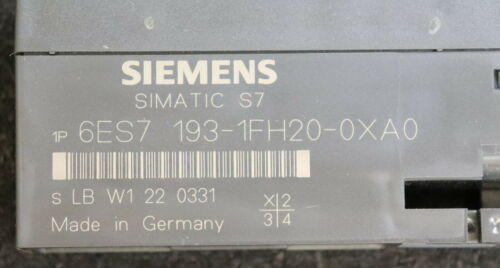 SIEMENS
SIMATIC S7
1P 6ES7 193-1FH20-0XA0
S LB W1 22 0331
X 2
3 4
Made in Germany